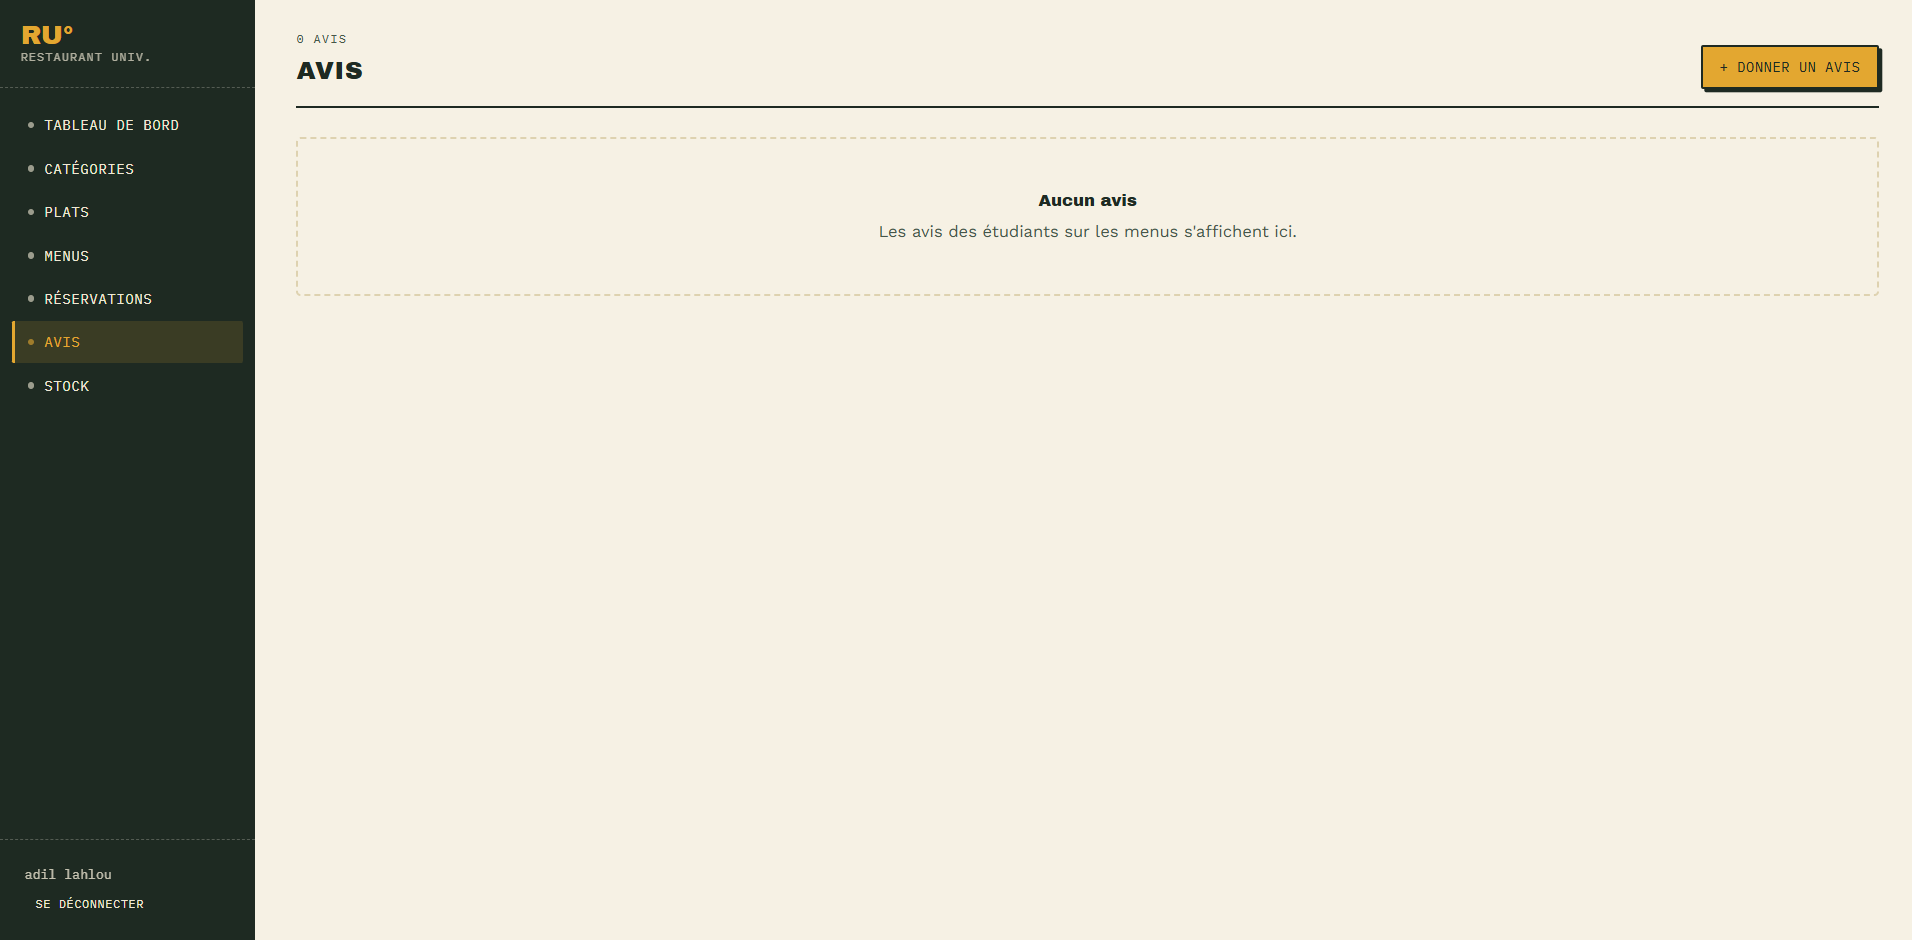 RU°
RESTAURANT UNIV.
TABLEAU DE BORD
CATÉGORIES
PLATS
MENUS
RÉSERVATIONS
AVIS
STOCK
adil lahlou
SE DÉCONNECTER
0 AVIS
AVIS
+ DONNER UN AVIS
Aucun avis
Les avis des étudiants sur les menus s'affichent ici.